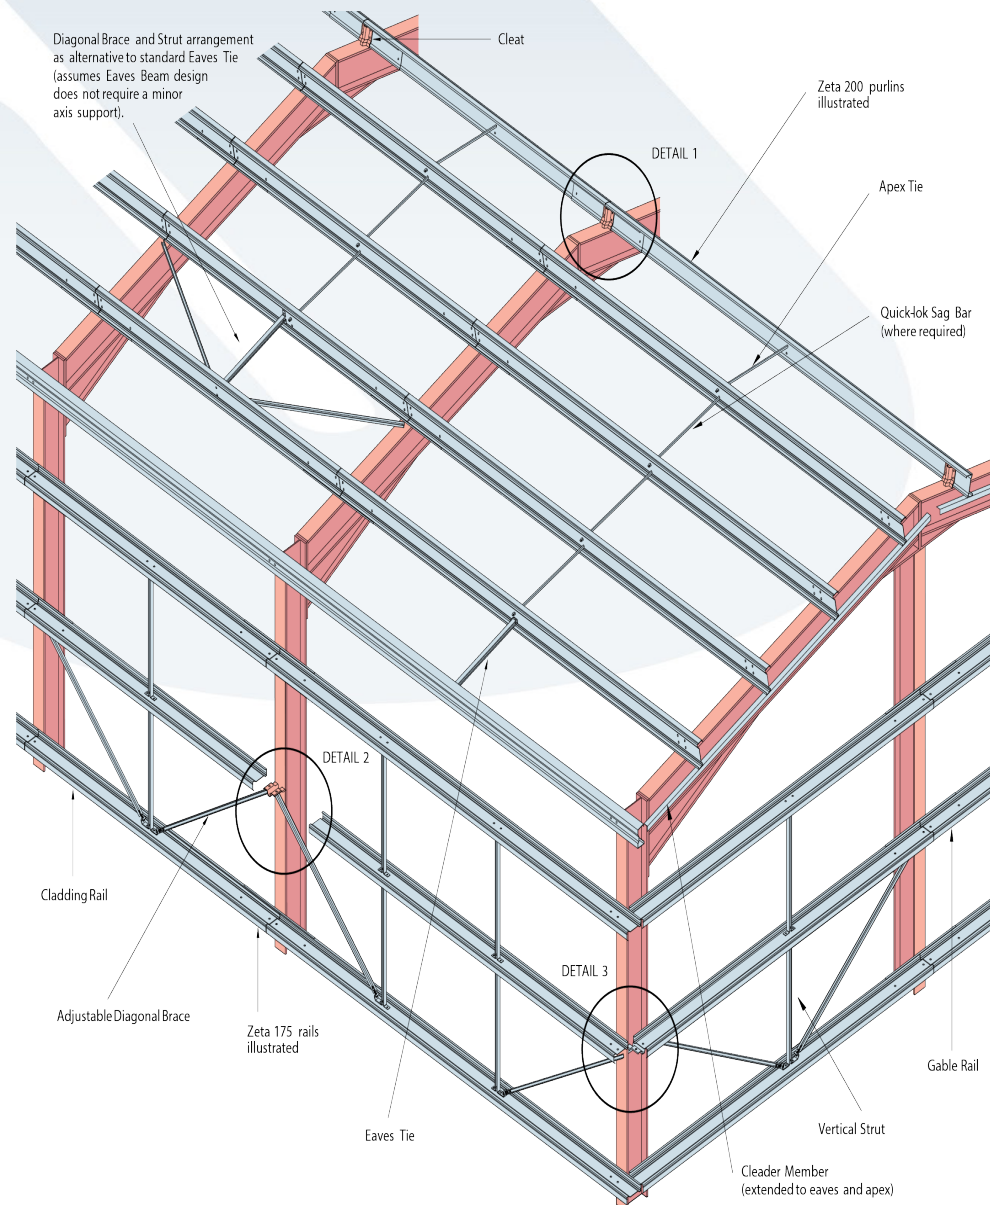 Diagonal Brace and Strut arrangement
as alternative to standard Eaves Tie
(assumes Eaves Beam design
does not require a minor
axis support).
Cleat
Zeta 200 purlins
illustrated
DETAIL 1
Apex Tie
Quick-lok Sag Bar
(where required)
DETAIL 2
Cladding Rail
DETAIL 3
Adjustable Diagonal Brace
Zeta 175 rails
illustrated
Gable Rail
Eaves Tie
Vertical Strut
Cleader Member
(extended to eaves and apex)